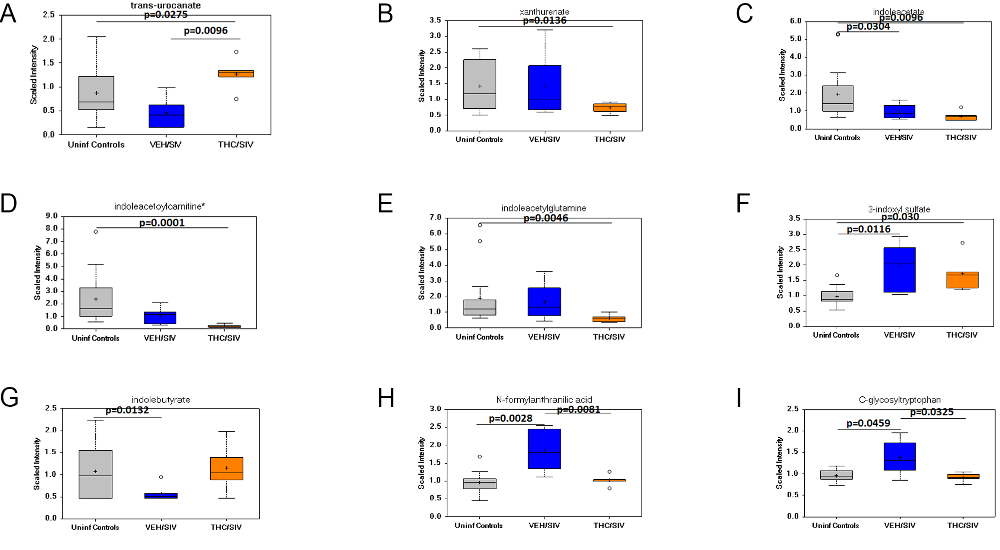 A
trans-urocanate
p=0.0275
p=0.0096
Scaled Intensity
2.5
2.0
1.5
1.0
0.5
0.0
Uninf Controls VEH/SIV THC/SIV
B
xanthurenate
p=0.0136
Scaled Intensity
3.5
3.0
2.5
2.0
1.5
1.0
0.5
0.0
Uninf Controls VEH/SIV THC/SIV
C
indoleacetate
p=0.0096
p=0.0304
Scaled Intensity
6.0
5.0
4.0
3.0
2.0
1.0
0.0
Uninf Controls VEH/SIV THC/SIV
D
indoleacetoylcarnitine*
p=0.0001
Scaled Intensity
9.0
8.0
7.0
6.0
5.0
4.0
3.0
2.0
1.0
0.0
Uninf Controls VEH/SIV THC/SIV
E
indoleacetylglutamine
p=0.0046
Scaled Intensity
7.0
6.0
5.0
4.0
3.0
2.0
1.0
0.0
Uninf Controls VEH/SIV THC/SIV
F
3-indoxyl sulfate
p=0.030
p=0.0116
Scaled Intensity
3.5
3.0
2.5
2.0
1.5
1.0
0.5
0.0
Uninf Controls VEH/SIV THC/SIV
G
indolebutyrate
p=0.0132
Scaled Intensity
2.5
2.0
1.5
1.0
0.5
0.0
Uninf Controls VEH/SIV THC/SIV
H
N-formylanthranilic acid
p=0.0081
p=0.0028
Scaled Intensity
3.0
2.5
2.0
1.5
1.0
0.5
0.0
Uninf Controls VEH/SIV THC/SIV
I
C-glycosyltryptophan
p=0.0325
p=0.0459
Scaled Intensity
2.5
2.0
1.5
1.0
0.5
0.0
Uninf Controls VEH/SIV THC/SIV